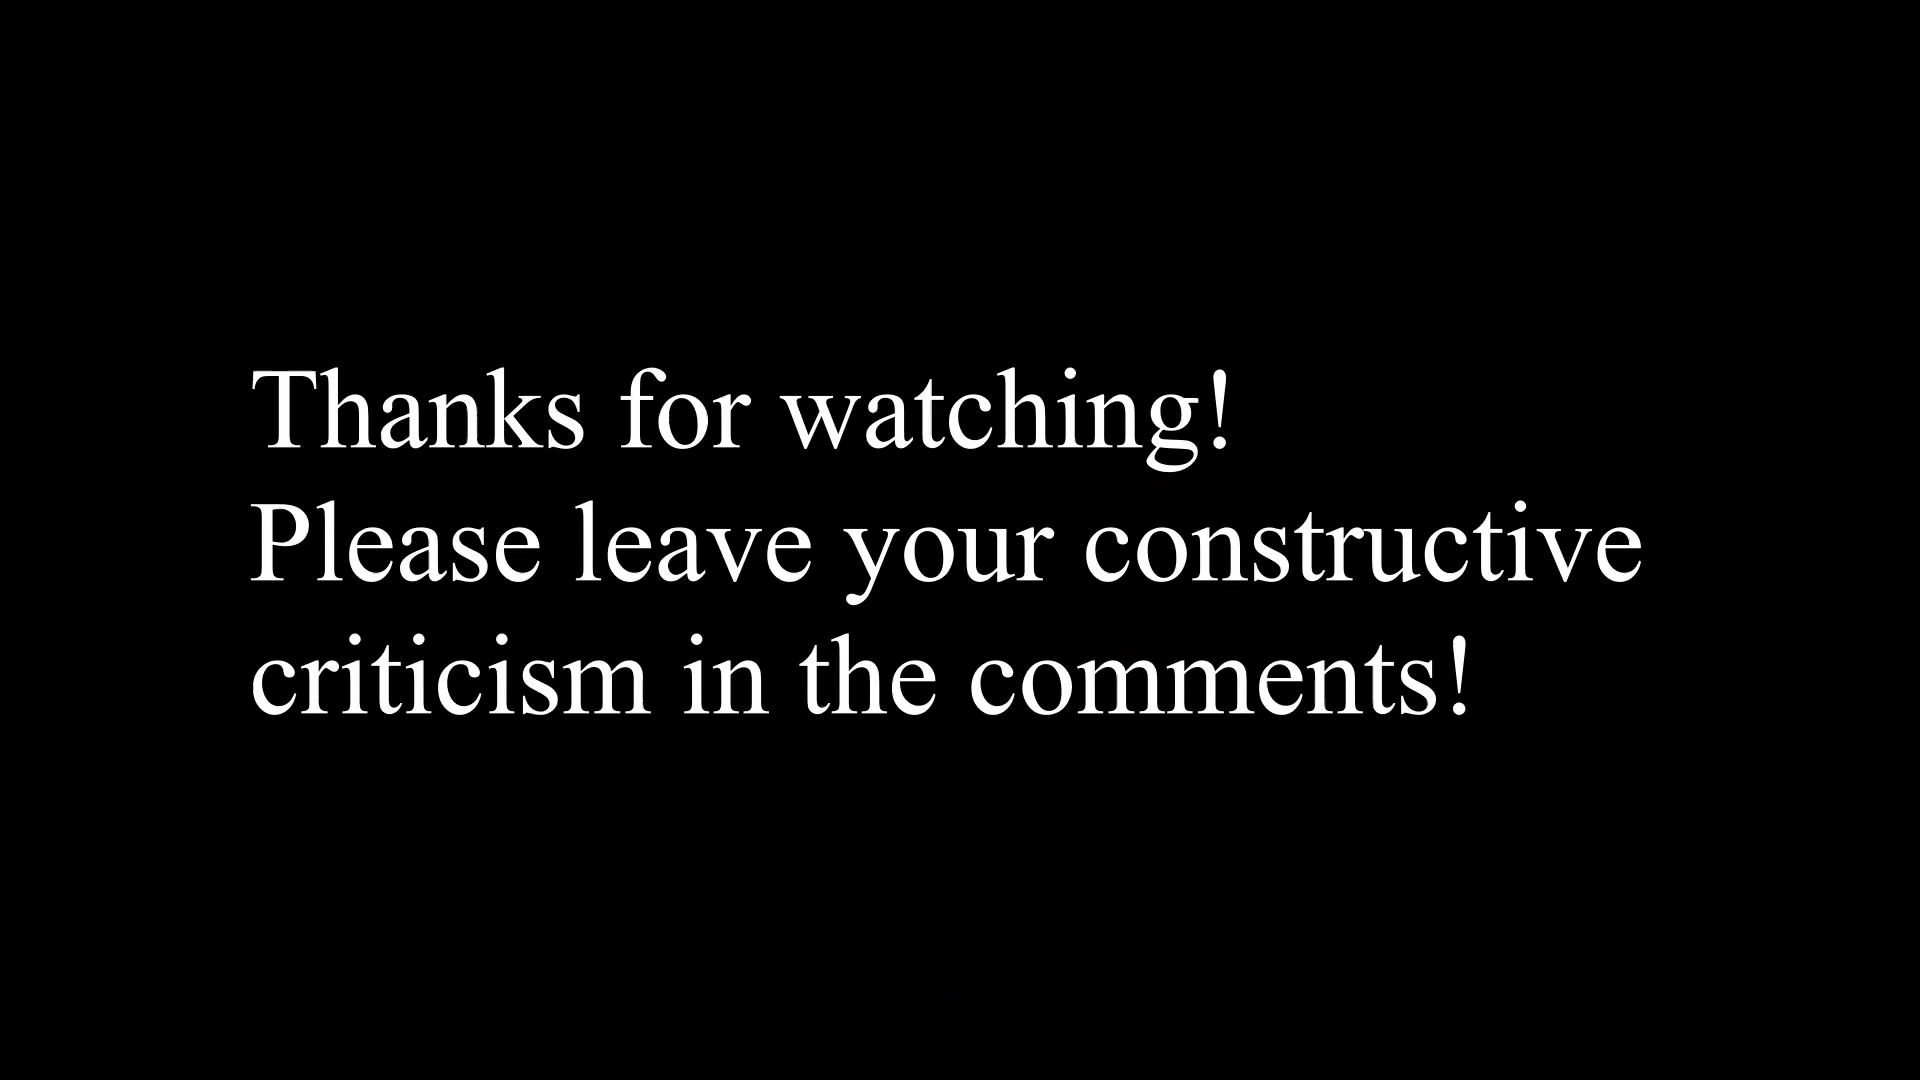 Thanks for watching!
Please leave your constructive
criticism in the comments!